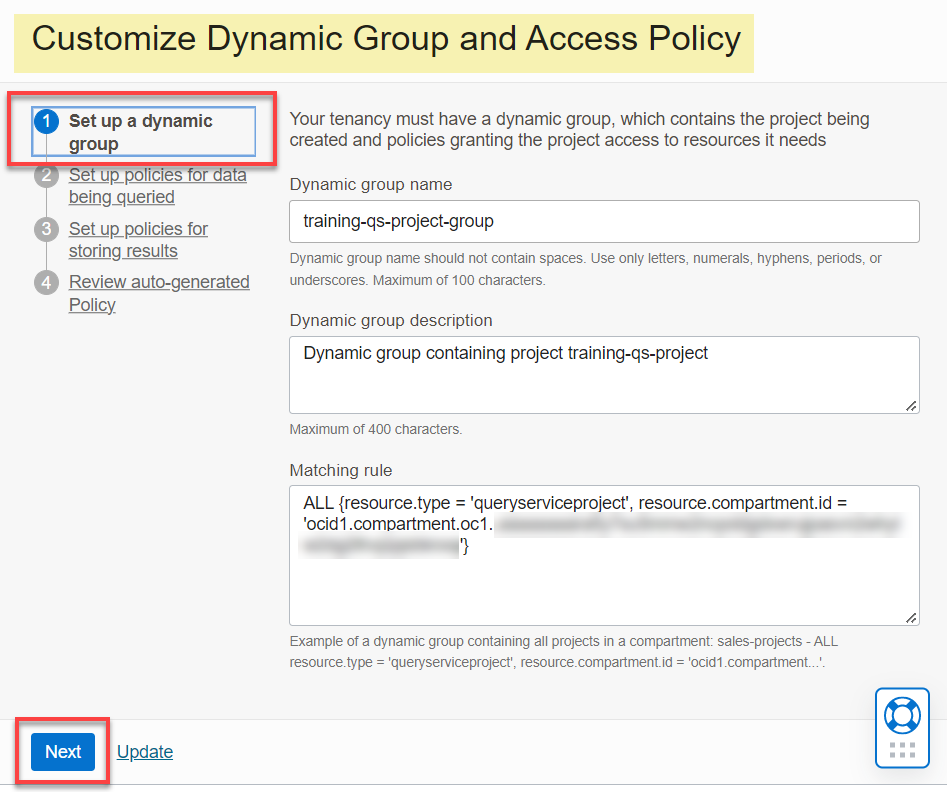 Customize Dynamic Group and Access Policy
1 Set up a dynamic
group
2 Set up policies for data
being queried
3 Set up policies for
storing results
4 Review auto-generated
Policy
Your tenancy must have a dynamic group, which contains the project being
created and policies granting the project access to resources it needs
Dynamic group name
training-qs-project-group
Dynamic group name should not contain spaces. Use only letters, numerals, hyphens, periods, or
underscores. Maximum of 100 characters.
Dynamic group description
Dynamic group containing project training-qs-project
Maximum of 400 characters.
Matching rule
ALL {resource.type = 'queryserviceproject', resource.compartment.id =
'ocid1.compartment.oc1.
'}
Example of a dynamic group containing all projects in a compartment: sales-projects - ALL
resource.type = 'queryserviceproject', resource.compartment.id = 'ocid1.compartment...'.
Next Update